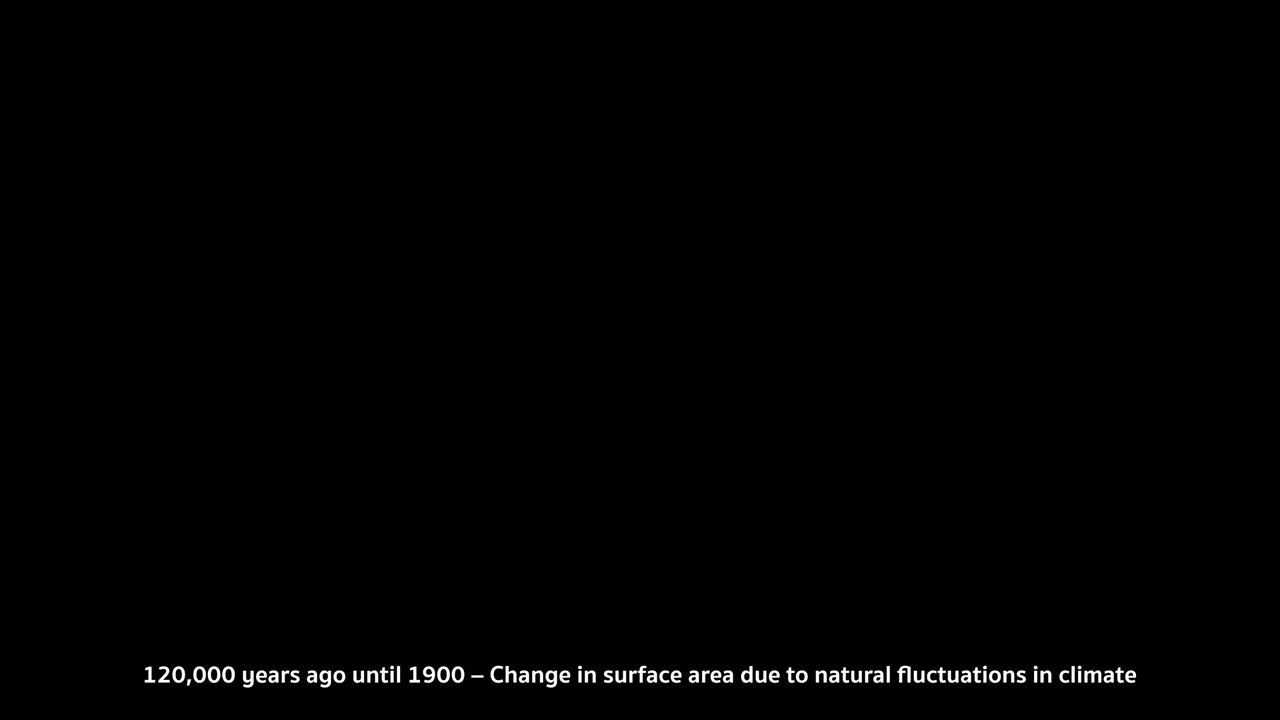 120,000 years ago until 1900 – Change in surface area due to natural fluctuations in climate